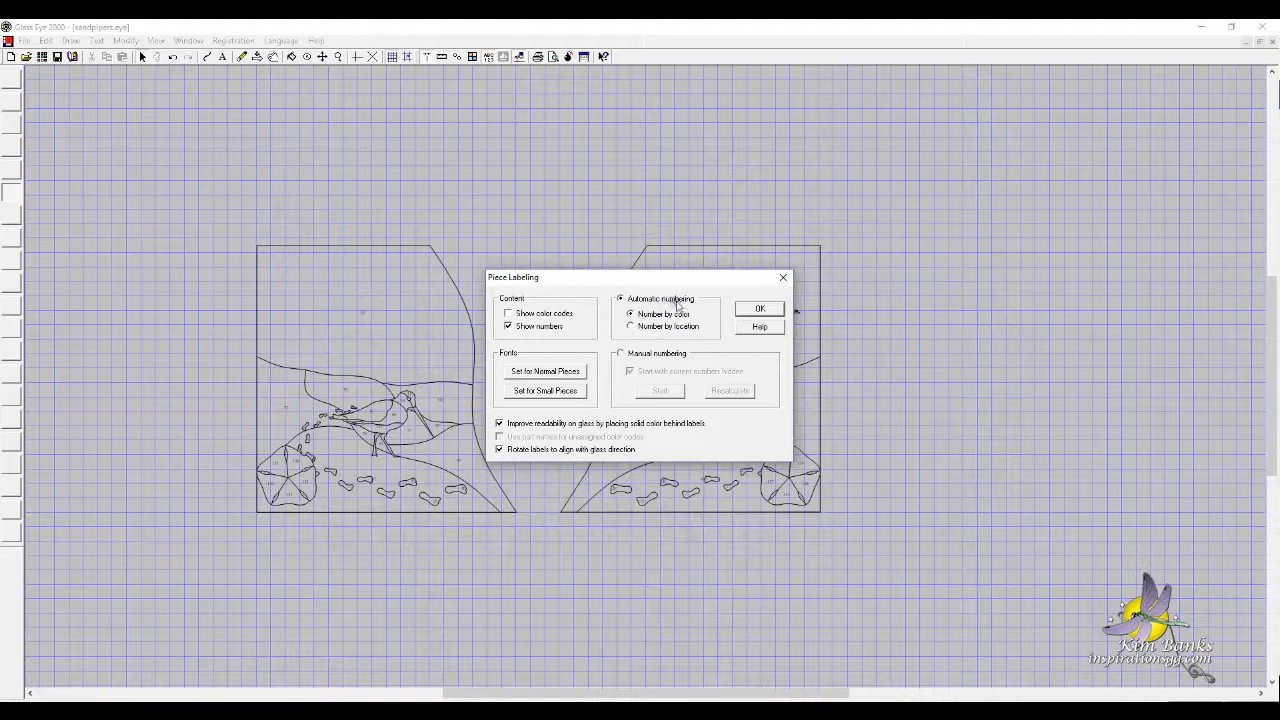 Glass Eye 2000 - [sandpipers.eye]
File Edit Draw Text Modify View Window Registration Language Help
Piece Labeling
Content
Show color codes
Show numbers
Automatic numbering
Number by color
Number by location
OK
Help
Fonts
Set for Normal Pieces
Set for Small Pieces
Manual numbering
Start with current numbers hidden
Start
Recalculate
Improve readability on glass by placing solid color behind labels
Use part names for unassigned color codes
Rotate labels to align with glass direction
Kim Banks
inspirationsgg.com